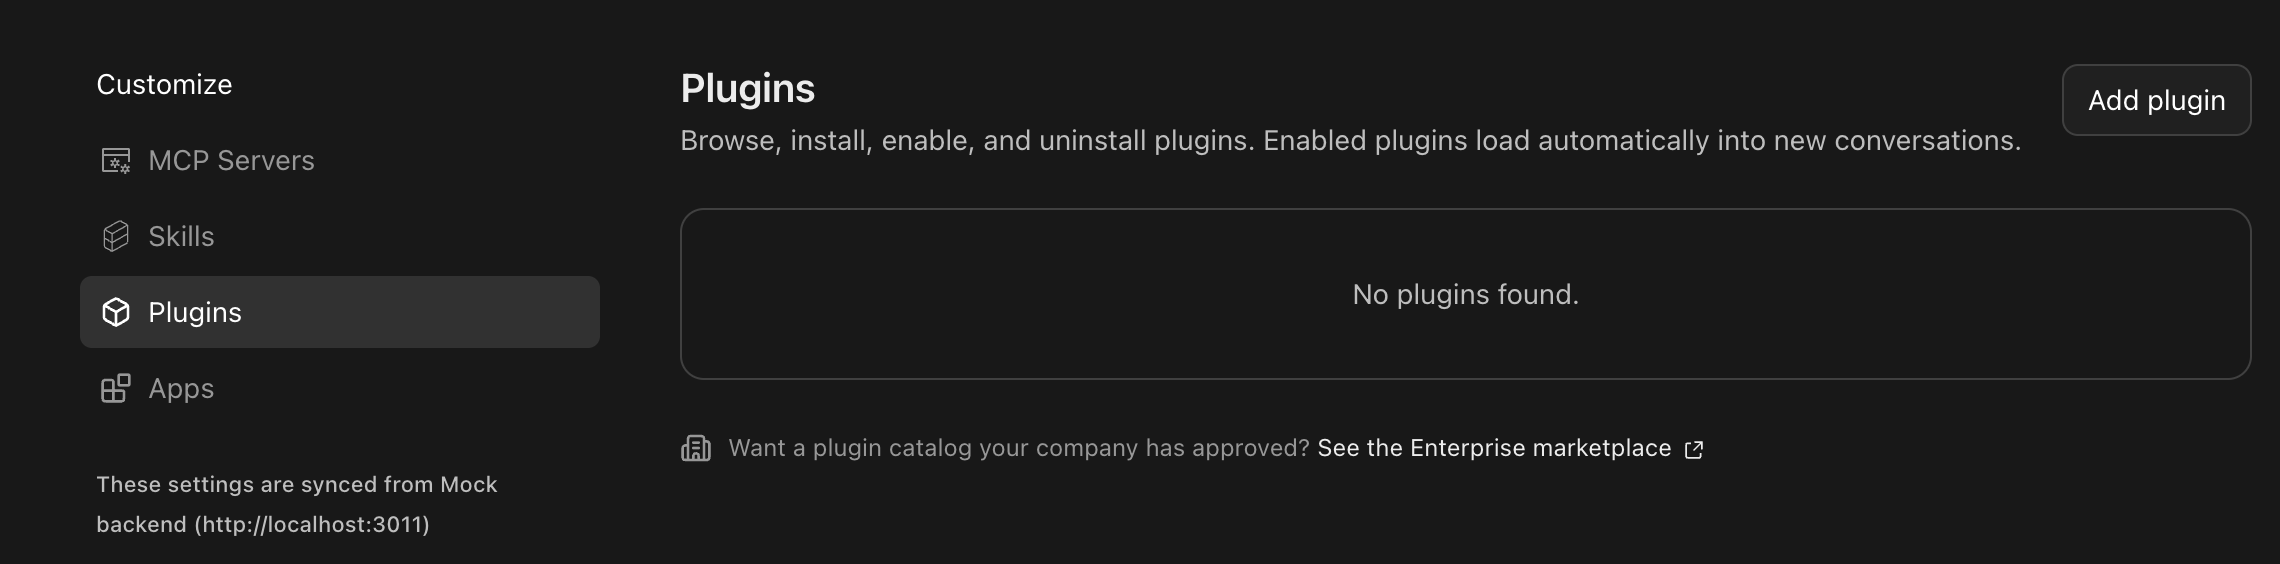 Customize
MCP Servers
Skills
Plugins
Apps
These settings are synced from Mock
backend (http://localhost:3011)
Plugins
Browse, install, enable, and uninstall plugins. Enabled plugins load automatically into new conversations.
Add plugin
No plugins found.
Want a plugin catalog your company has approved? See the Enterprise marketplace